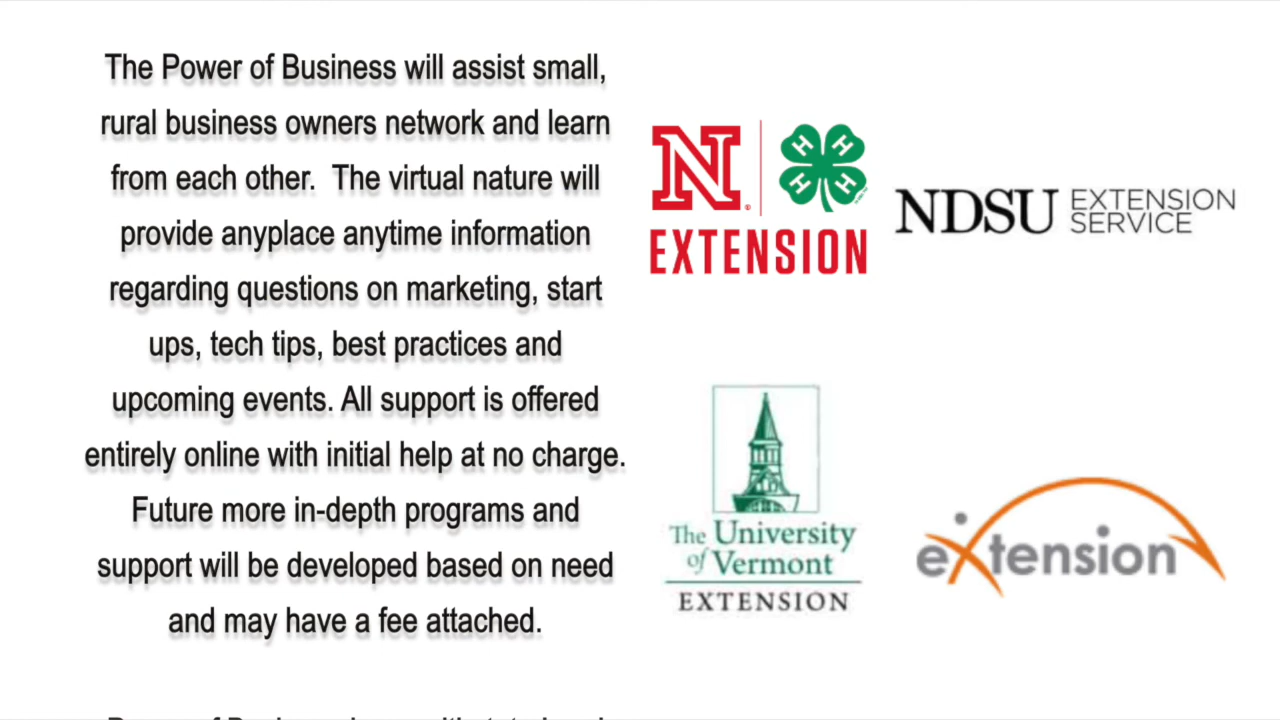 The Power of Business will assist small,
rural business owners network and learn
from each other.  The virtual nature will
provide anyplace anytime information
regarding questions on marketing, start
ups, tech tips, best practices and
upcoming events. All support is offered
entirely online with initial help at no charge.
Future more in-depth programs and
support will be developed based on need
and may have a fee attached.
N
H H
H H
EXTENSION
NDSU EXTENSION
SERVICE
The University
of Vermont
EXTENSION
eXtension